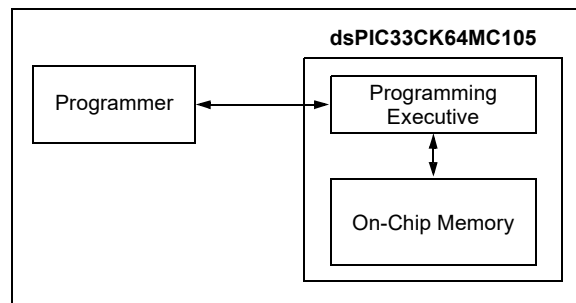 dsPIC33CK64MC105
Programmer
Programming
Executive
On-Chip Memory